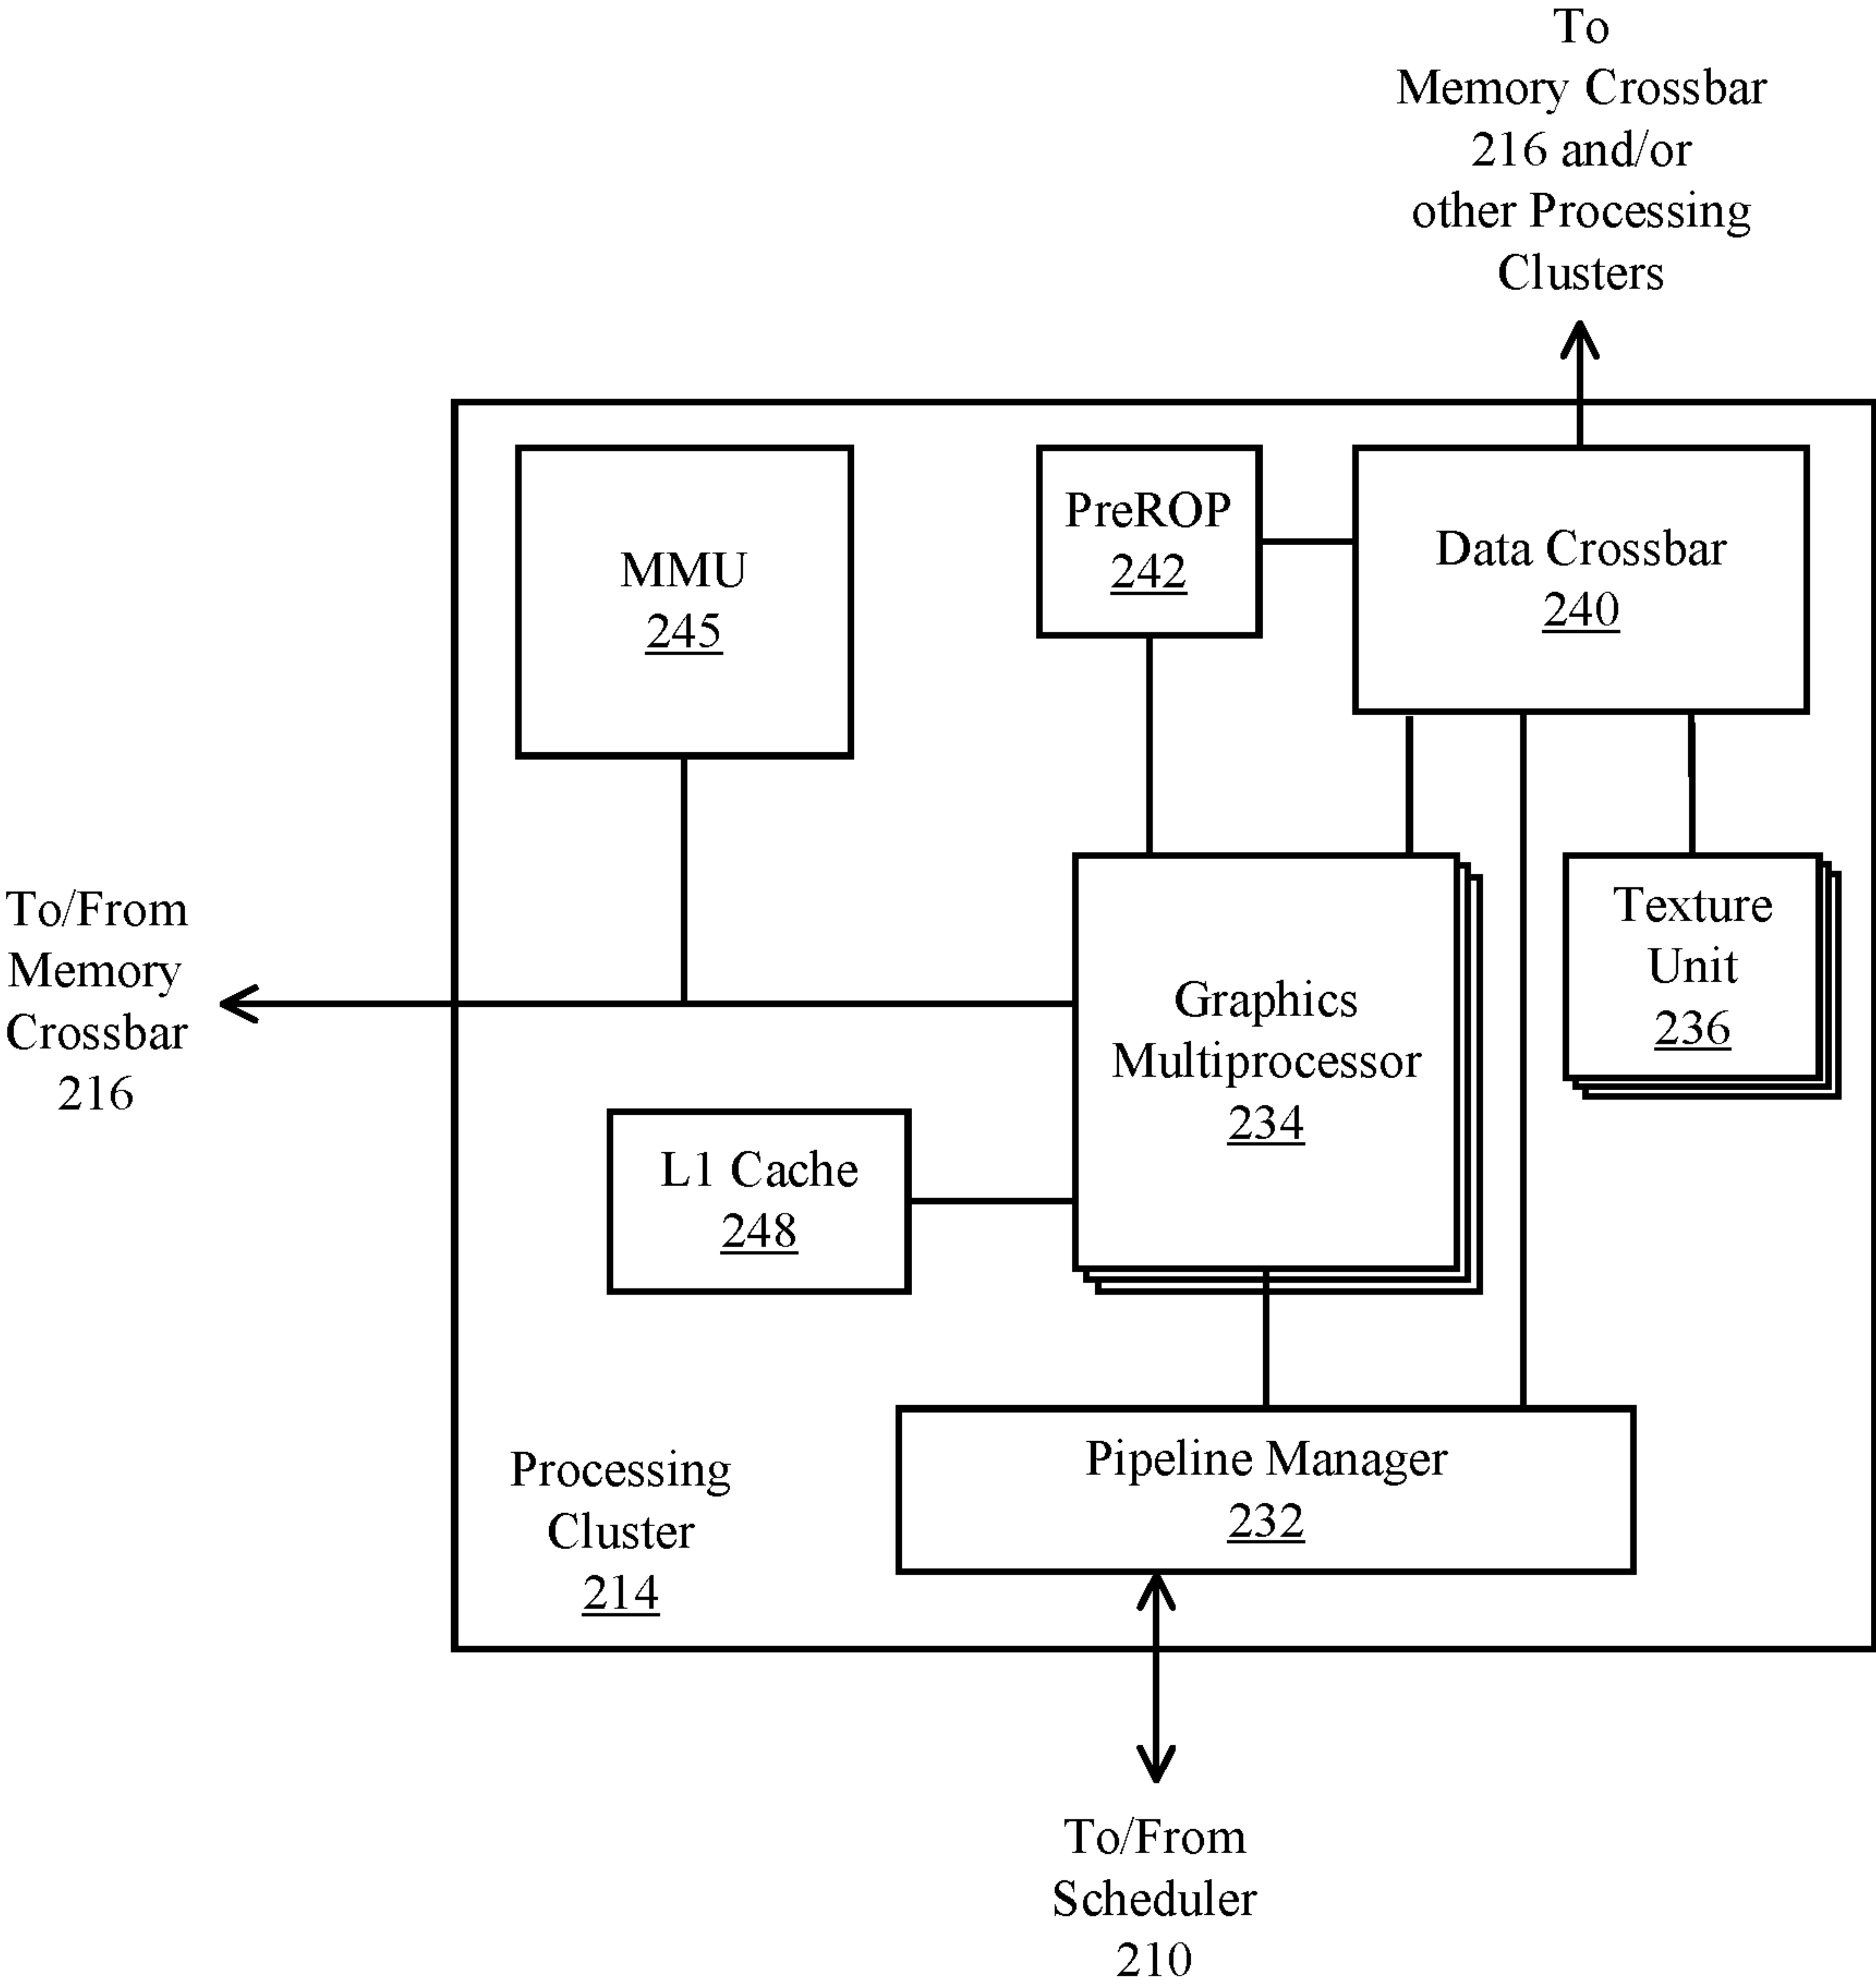 To
Memory Crossbar
216 and/or
other Processing
Clusters
MMU
245
PreROP
242
Data Crossbar
240
To/From
Memory
Crossbar
216
Graphics
Multiprocessor
234
Texture
Unit
236
L1 Cache
248
Processing
Cluster
214
Pipeline Manager
232
To/From
Scheduler
210